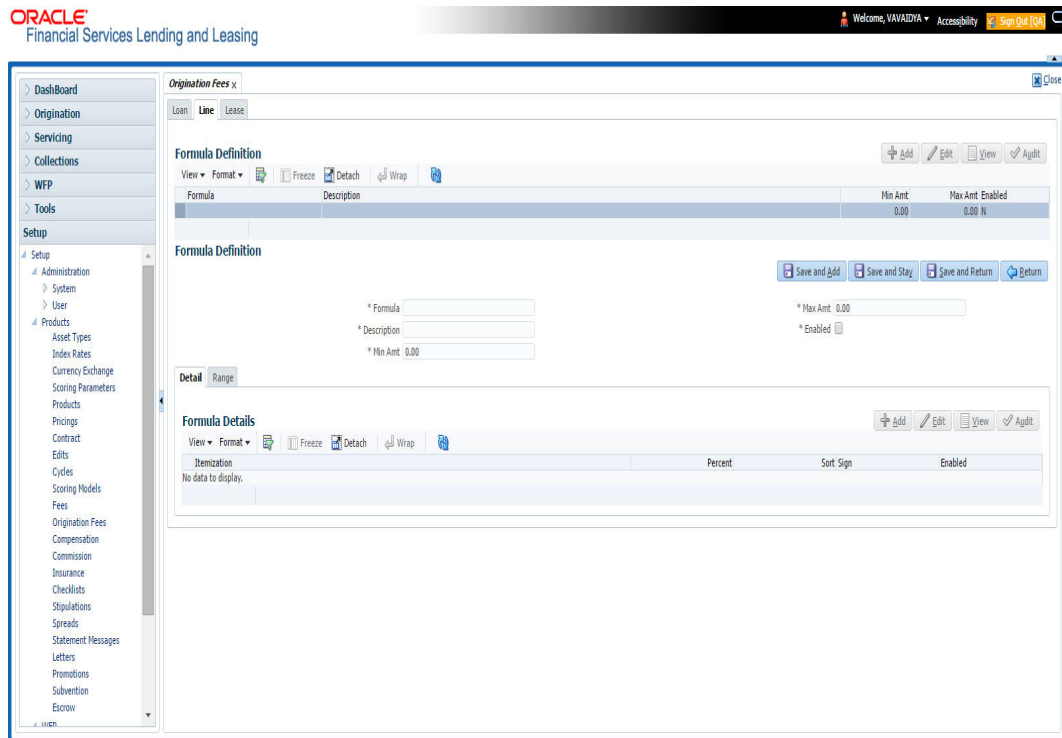 ORACLE'
Financial Services Lending and Leasing
Welcome, VAVAIDYA Accessibility Sign Out [QA]
Close
DashBoard
Origination
Servicing
Collections
WFP
Tools
Setup
Setup
Administration
System
User
Products
Asset Types
Index Rates
Currency Exchange
Scoring Parameters
Products
Pricings
Contract
Edits
Cycles
Scoring Models
Fees
Origination Fees
Compensation
Commission
Insurance
Checklists
Stipulations
Spreads
Statement Messages
Letters
Promotions
Subvention
Escrow
WFP
Origination Fees x
Loan Line Lease
Formula Definition
Add Edit View Audit
View Format Freeze Detach Wrap
Formula Description Min Amt Max Amt Enabled
0.00 0.00 N
Formula Definition
Save and Add Save and Stay Save and Return Return
* Formula
* Description
* Min Amt 0.00
* Max Amt 0.00
* Enabled
Detail Range
Formula Details
Add Edit View Audit
View Format Freeze Detach Wrap
Itemization Percent Sort Sign Enabled
No data to display.